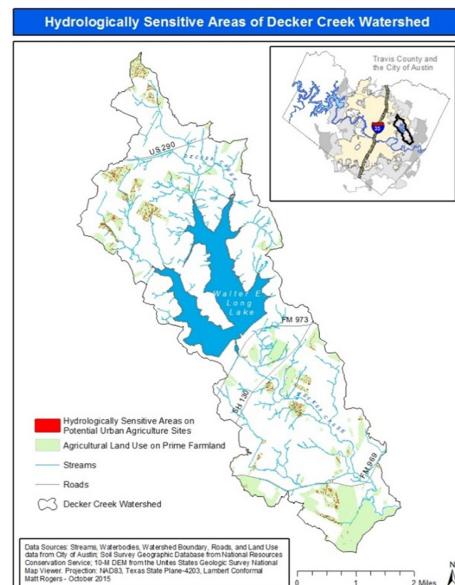 Hydrologically Sensitive Areas of Decker Creek Watershed
Travis County and
the City of Austin
35
US 290
DECKER CREEK
Walter E
Long
Lake
FM 973
SH 130
DECKER CREEK
FM 969
Hydrologically Sensitive Areas on
Potential Urban Agriculture Sites
Agricultural Land Use on Prime Farmland
Streams
Roads
Decker Creek Watershed
Data Sources: Streams, Waterbodies, Watershed Boundary, Roads, and Land Use
data from City of Austin; Soil Survey Geographic Database from National Resources
Conservation Service; 10-M DEM from the Unites States Geologic Survey National
Map Viewer. Projection: NAD83, Texas State Plane-4203, Lambert Conformal
Matt Rogers - October 2015
0 1 2 Miles
N